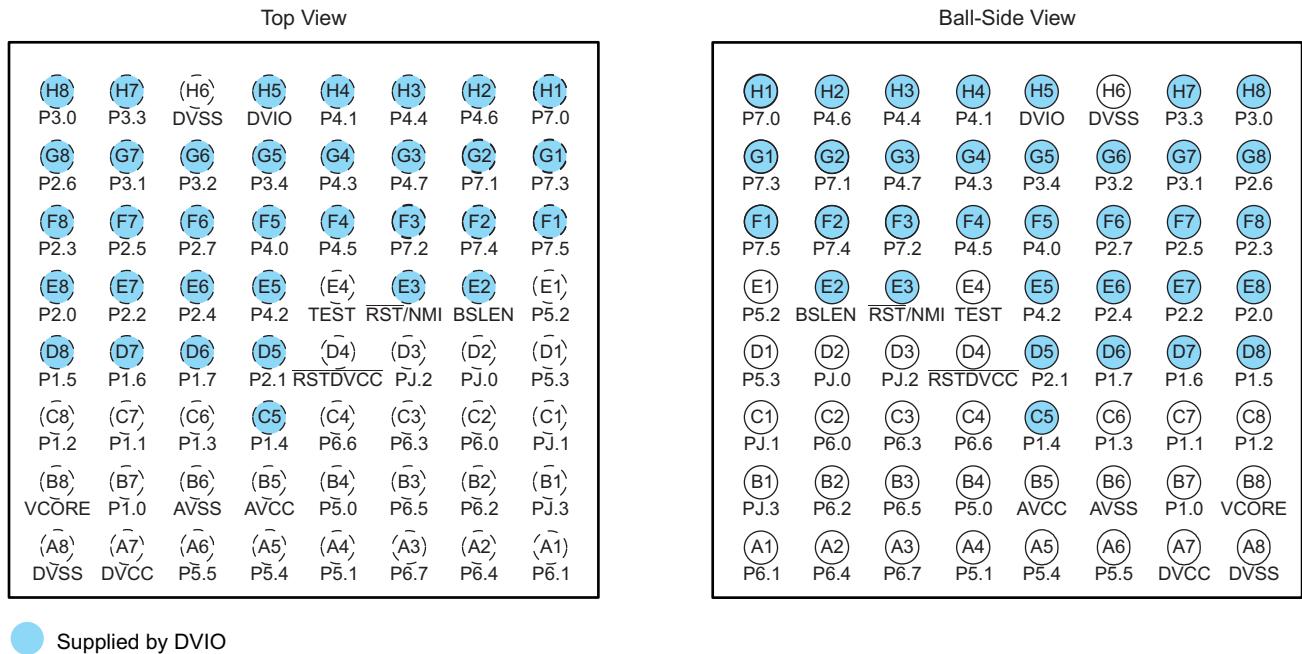 Top View
Ball-Side View
H8 H7 H6 H5 H4 H3 H2 H1
P3.0 P3.3 DVSS DVIO P4.1 P4.4 P4.6 P7.0
G8 G7 G6 G5 G4 G3 G2 G1
P2.6 P3.1 P3.2 P3.4 P4.3 P4.7 P7.1 P7.3
F8 F7 F6 F5 F4 F3 F2 F1
P2.3 P2.5 P2.7 P4.0 P4.5 P7.2 P7.4 P7.5
E8 E7 E6 E5 E4 E3 E2 E1
P2.0 P2.2 P2.4 P4.2 TEST RST/NMI BSLEN P5.2
D8 D7 D6 D5 D4 D3 D2 D1
P1.5 P1.6 P1.7 P2.1 RSTDVCC PJ.2 PJ.0 P5.3
C8 C7 C6 C5 C4 C3 C2 C1
P1.2 P1.1 P1.3 P1.4 P6.6 P6.3 P6.0 PJ.1
B8 B7 B6 B5 B4 B3 B2 B1
VCORE P1.0 AVSS AVCC P5.0 P6.5 P6.2 PJ.3
A8 A7 A6 A5 A4 A3 A2 A1
DVSS DVCC P5.5 P5.4 P5.1 P6.7 P6.4 P6.1
H1 H2 H3 H4 H5 H6 H7 H8
P7.0 P4.6 P4.4 P4.1 DVIO DVSS P3.3 P3.0
G1 G2 G3 G4 G5 G6 G7 G8
P7.3 P7.1 P4.7 P4.3 P3.4 P3.2 P3.1 P2.6
F1 F2 F3 F4 F5 F6 F7 F8
P7.5 P7.4 P7.2 P4.5 P4.0 P2.7 P2.5 P2.3
E1 E2 E3 E4 E5 E6 E7 E8
P5.2 BSLEN RST/NMI TEST P4.2 P2.4 P2.2 P2.0
D1 D2 D3 D4 D5 D6 D7 D8
P5.3 PJ.0 PJ.2 RSTDVCC P2.1 P1.7 P1.6 P1.5
C1 C2 C3 C4 C5 C6 C7 C8
PJ.1 P6.0 P6.3 P6.6 P1.4 P1.3 P1.1 P1.2
B1 B2 B3 B4 B5 B6 B7 B8
PJ.3 P6.2 P6.5 P5.0 AVCC AVSS P1.0 VCORE
A1 A2 A3 A4 A5 A6 A7 A8
P6.1 P6.4 P6.7 P5.1 P5.4 P5.5 DVCC DVSS
Supplied by DVIO